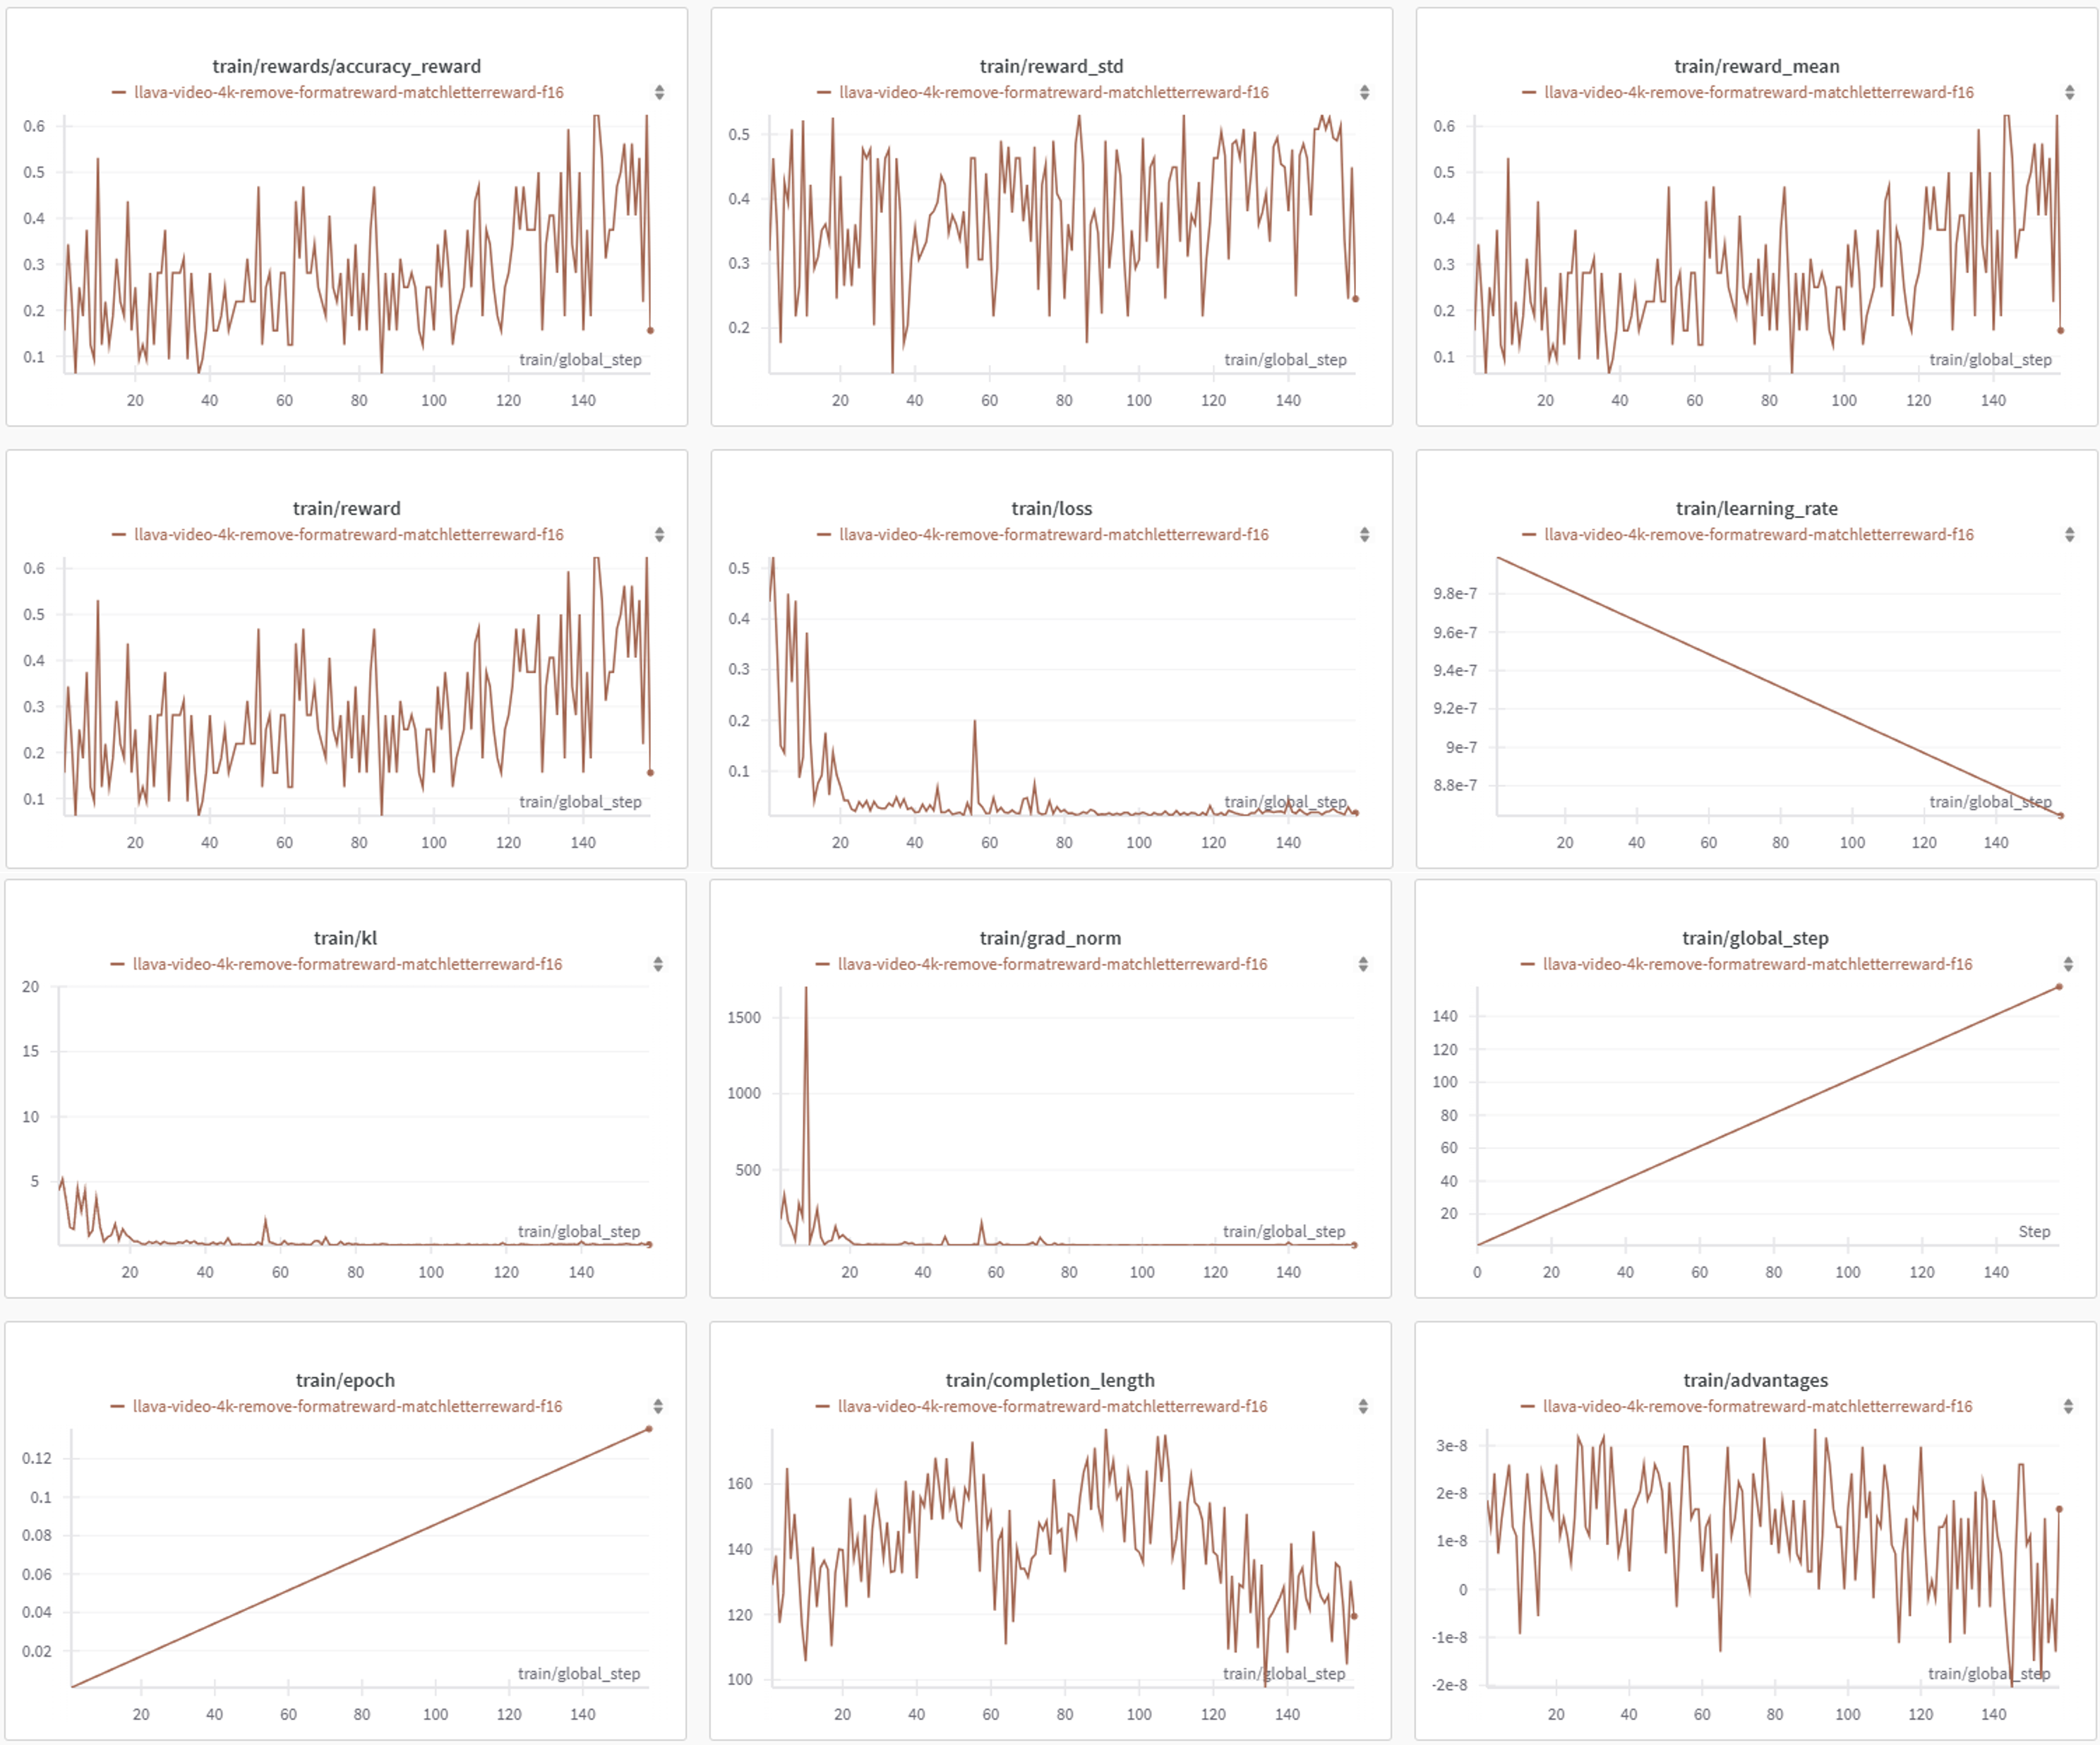 train/rewards/accuracy_reward
llava-video-4k-remove-formatreward-matchletterreward-f16
0.6
0.5
0.4
0.3
0.2
0.1
train/global_step
20 40 60 80 100 120 140
train/reward_std
llava-video-4k-remove-formatreward-matchletterreward-f16
0.5
0.4
0.3
0.2
train/global_step
20 40 60 80 100 120 140
train/reward_mean
llava-video-4k-remove-formatreward-matchletterreward-f16
0.6
0.5
0.4
0.3
0.2
0.1
train/global_step
20 40 60 80 100 120 140
train/reward
llava-video-4k-remove-formatreward-matchletterreward-f16
0.6
0.5
0.4
0.3
0.2
0.1
train/global_step
20 40 60 80 100 120 140
train/loss
llava-video-4k-remove-formatreward-matchletterreward-f16
0.5
0.4
0.3
0.2
0.1
train/global_step
20 40 60 80 100 120 140
train/learning_rate
llava-video-4k-remove-formatreward-matchletterreward-f16
9.8e-7
9.6e-7
9.4e-7
9.2e-7
9e-7
8.8e-7
train/global_step
20 40 60 80 100 120 140
train/kl
llava-video-4k-remove-formatreward-matchletterreward-f16
20
15
10
5
train/global_step
20 40 60 80 100 120 140
train/grad_norm
llava-video-4k-remove-formatreward-matchletterreward-f16
1500
1000
500
train/global_step
20 40 60 80 100 120 140
train/global_step
llava-video-4k-remove-formatreward-matchletterreward-f16
140
120
100
80
60
40
20
Step
0 20 40 60 80 100 120 140
train/epoch
llava-video-4k-remove-formatreward-matchletterreward-f16
0.12
0.1
0.08
0.06
0.04
0.02
train/global_step
20 40 60 80 100 120 140
train/completion_length
llava-video-4k-remove-formatreward-matchletterreward-f16
160
140
120
100
train/global_step
20 40 60 80 100 120 140
train/advantages
llava-video-4k-remove-formatreward-matchletterreward-f16
3e-8
2e-8
1e-8
0
-1e-8
-2e-8
train/global_step
20 40 60 80 100 120 140